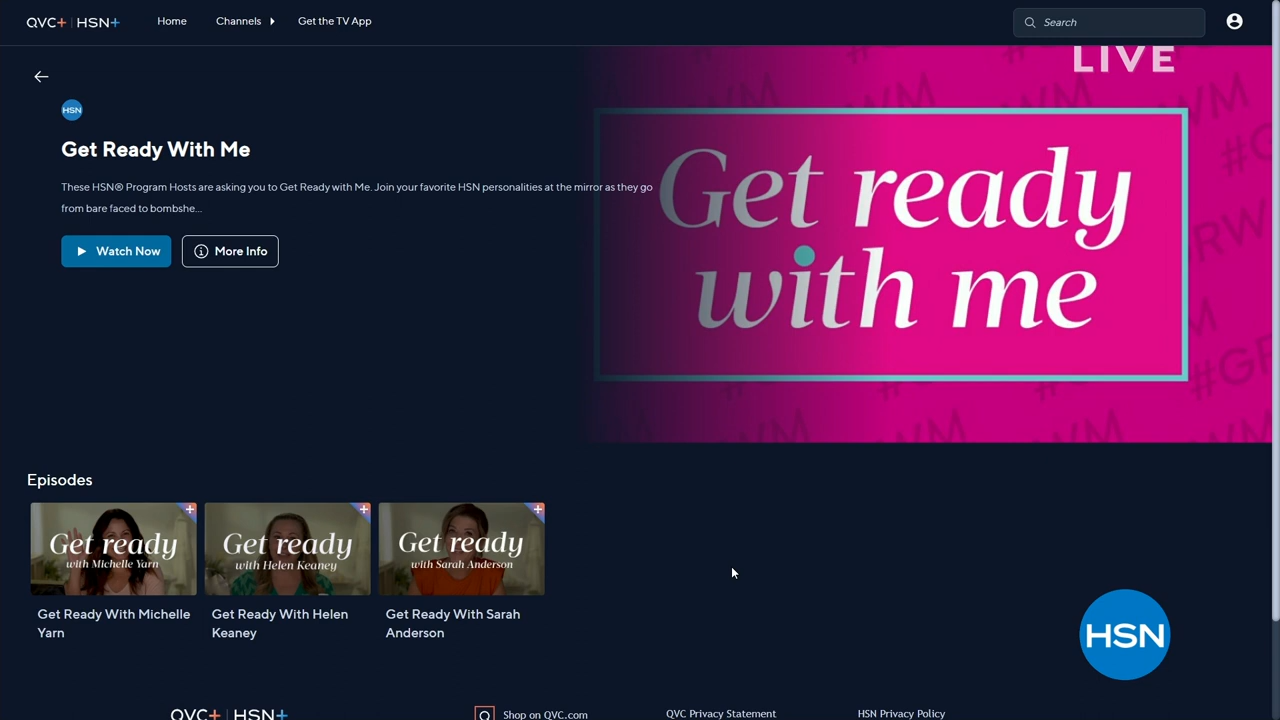 QVC+ | HSN+
Home
Channels
Get the TV App
Search
LIVE
HSN
Get Ready With Me
These HSN® Program Hosts are asking you to Get Ready with Me. Join your favorite HSN personalities at the mirror as they go
from bare faced to bombshe...
Watch Now
More Info
Get ready
with me
Episodes
Get ready
with Michelle Yarn
Get ready
with Helen Keaney
Get ready
with Sarah Anderson
Get Ready With Michelle
Yarn
Get Ready With Helen
Keaney
Get Ready With Sarah
Anderson
HSN
QVC+ | HSN+
Shop on QVC.com
QVC Privacy Statement
HSN Privacy Policy